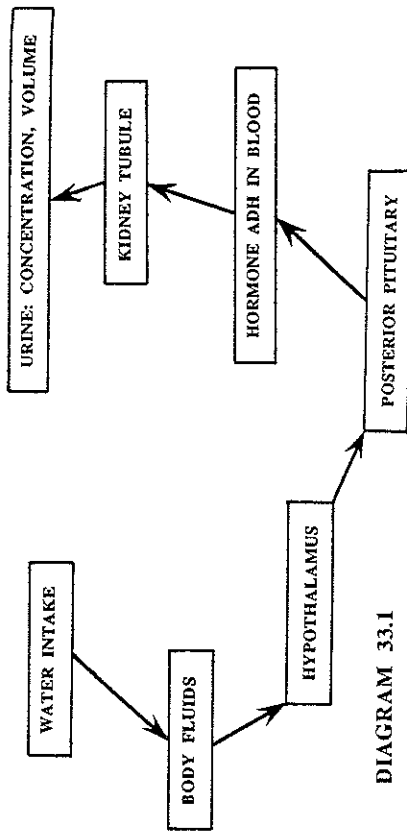 WATER INTAKE
BODY FLUIDS
HYPOTHALAMUS
POSTERIOR PITUITARY
HORMONE ADH IN BLOOD
KIDNEY TUBULE
URINE: CONCENTRATION, VOLUME
DIAGRAM 33.1